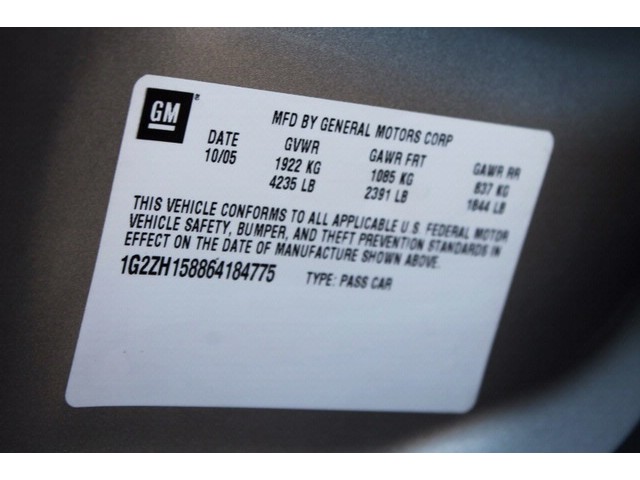 GM®
MFD BY GENERAL MOTORS CORP
DATE GVWR GAWR FRT GAWR RR
10/05 1922 KG 1085 KG 837 KG
4235 LB 2391 LB 1844 LB
THIS VEHICLE CONFORMS TO ALL APPLICABLE U.S. FEDERAL MOTOR
VEHICLE SAFETY, BUMPER, AND THEFT PREVENTION STANDARDS IN
EFFECT ON THE DATE OF MANUFACTURE SHOWN ABOVE.
1G2ZH158864184775 TYPE: PASS CAR